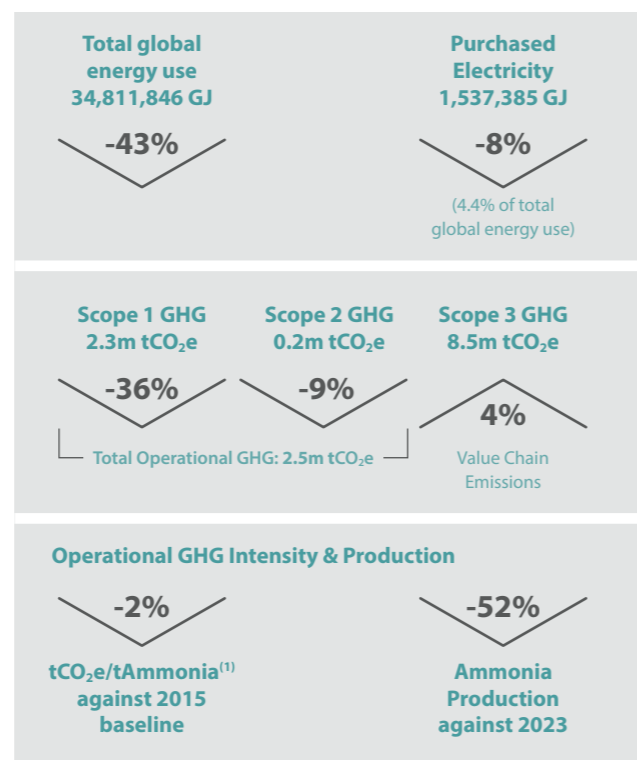 Total global
energy use
34,811,846 GJ
-43%
Purchased
Electricity
1,537,385 GJ
-8%
(4.4% of total
global energy use)
Scope 1 GHG
2.3m tCO₂e
-36%
Scope 2 GHG
0.2m tCO₂e
-9%
Total Operational GHG: 2.5m tCO₂e
Scope 3 GHG
8.5m tCO₂e
4%
Value Chain
Emissions
Operational GHG Intensity & Production
-2%
tCO₂e/tAmmonia⁽¹⁾
against 2015
baseline
-52%
Ammonia
Production
against 2023